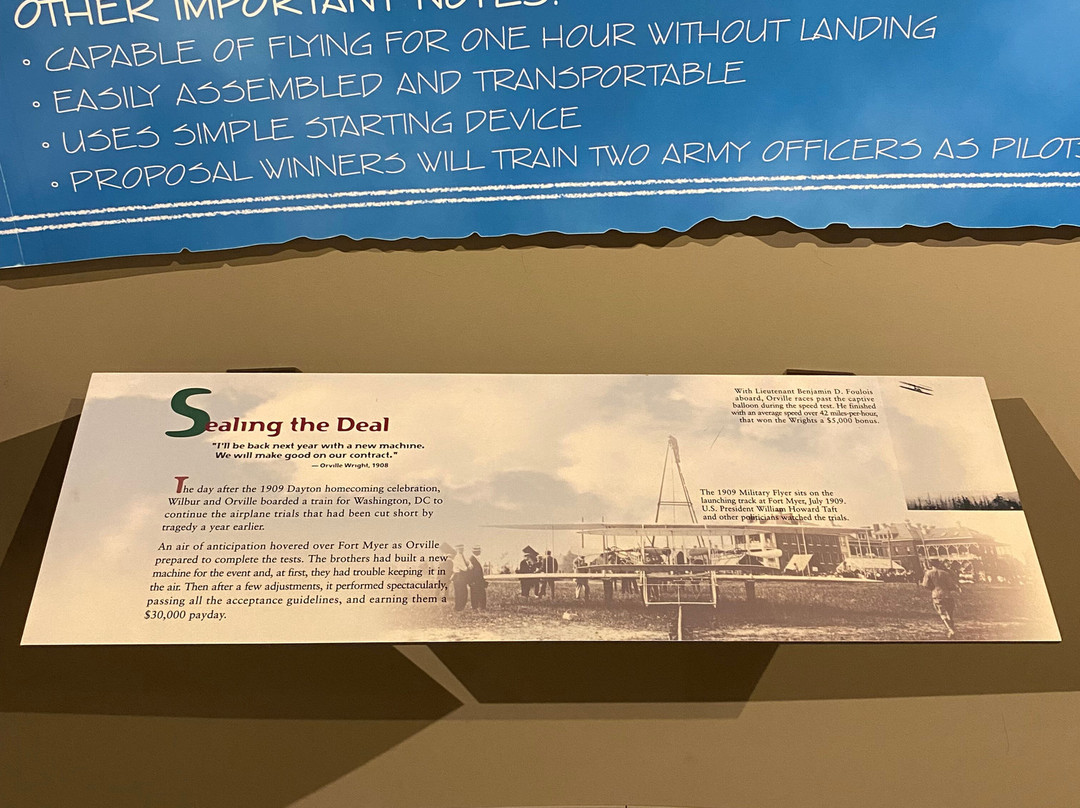 OTHER IMPORTANT NOTES:
• CAPABLE OF FLYING FOR ONE HOUR WITHOUT LANDING
• EASILY ASSEMBLED AND TRANSPORTABLE
• USES SIMPLE STARTING DEVICE
• PROPOSAL WINNERS WILL TRAIN TWO ARMY OFFICERS AS PILOTS
Sealing the Deal
"I'll be back next year with a new machine.
We will make good on our contract."
— Orville Wright, 1908
The day after the 1909 Dayton homecoming celebration,
Wilbur and Orville boarded a train for Washington, DC to
continue the airplane trials that had been cut short by
tragedy a year earlier.
An air of anticipation hovered over Fort Myer as Orville
prepared to complete the tests. The brothers had built a new
machine for the event and, at first, they had trouble keeping it in
the air. Then after a few adjustments, it performed spectacularly,
passing all the acceptance guidelines, and earning them a
$30,000 payday.
With Lieutenant Benjamin D. Foulois
aboard, Orville races past the captive
balloon during the speed test. He finished
with an average speed over 42 miles-per-hour,
that won the Wrights a $5,000 bonus.
The 1909 Military Flyer sits on the
launching track at Fort Myer, July 1909.
U.S. President William Howard Taft
and other politicians watched the trials.